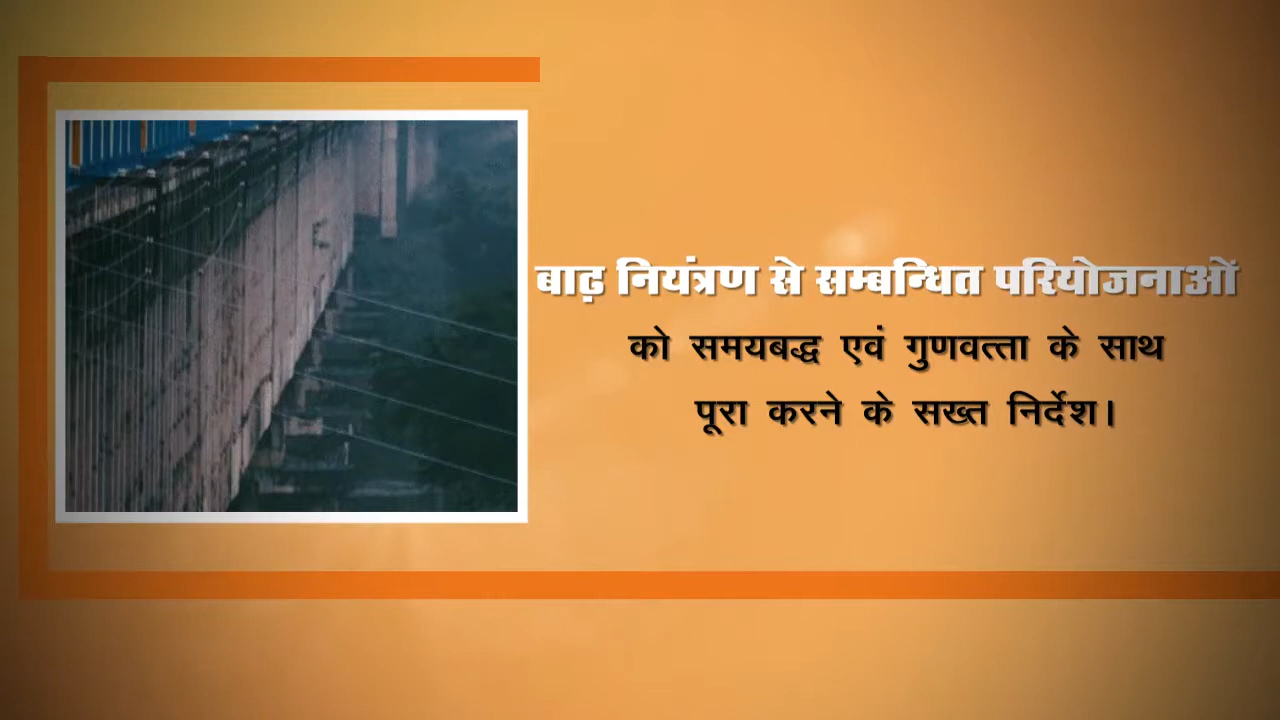 बाढ़ नियंत्रण से सम्बन्धित परियोजनाओं
को समयबद्ध एवं गुणवत्ता के साथ
पूरा करने के सख्त निर्देश।